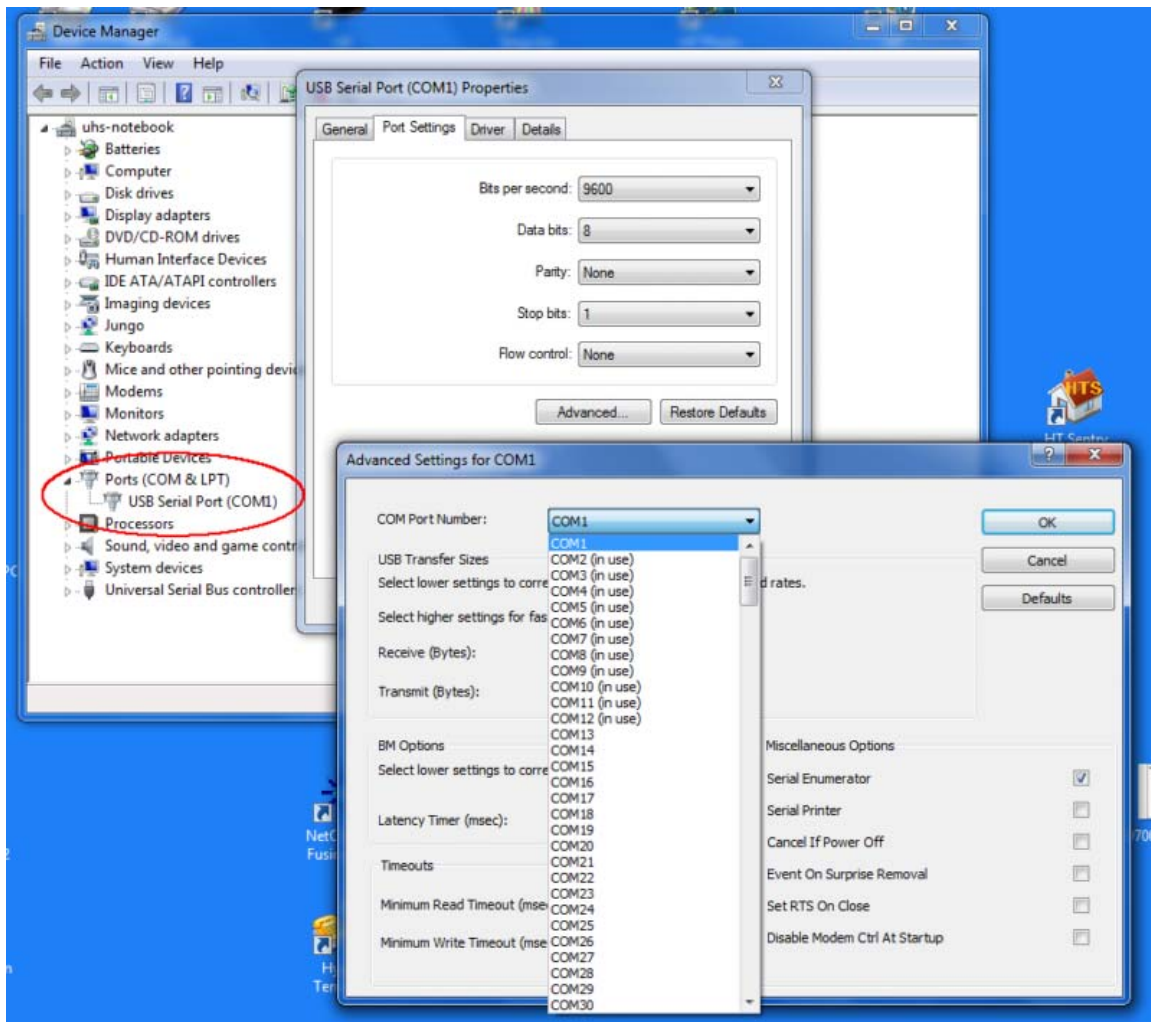 Device Manager
File Action View Help
uhs-notebook
Batteries
Computer
Disk drives
Display adapters
DVD/CD-ROM drives
Human Interface Devices
IDE ATA/ATAPI controllers
Imaging devices
Jungo
Keyboards
Mice and other pointing devic
Modems
Monitors
Network adapters
Portable Devices
Ports (COM & LPT)
USB Serial Port (COM1)
Processors
Sound, video and game contr
System devices
Universal Serial Bus controller
USB Serial Port (COM1) Properties
General Port Settings Driver Details
Bits per second: 9600
Data bits: 8
Parity: None
Stop bits: 1
Flow control: None
Advanced... Restore Defaults
HTS
HT Sentry
Advanced Settings for COM1
COM Port Number: COM1
OK
Cancel
Defaults
USB Transfer Sizes
Select lower settings to corre d rates.
Select higher settings for fas
Receive (Bytes):
Transmit (Bytes):
COM1
COM2 (in use)
COM3 (in use)
COM4 (in use)
COM5 (in use)
COM6 (in use)
COM7 (in use)
COM8 (in use)
COM9 (in use)
COM10 (in use)
COM11 (in use)
COM12 (in use)
COM13
COM14
COM15
COM16
COM17
COM18
COM19
COM20
COM21
COM22
COM23
COM24
COM25
COM26
COM27
COM28
COM29
COM30
BM Options
Select lower settings to corre
Latency Timer (msec):
Timeouts
Minimum Read Timeout (mse
Minimum Write Timeout (mse
Miscellaneous Options
Serial Enumerator
Serial Printer
Cancel If Power Off
Event On Surprise Removal
Set RTS On Close
Disable Modem Ctrl At Startup
NetC
Fusi
Hy
Ter